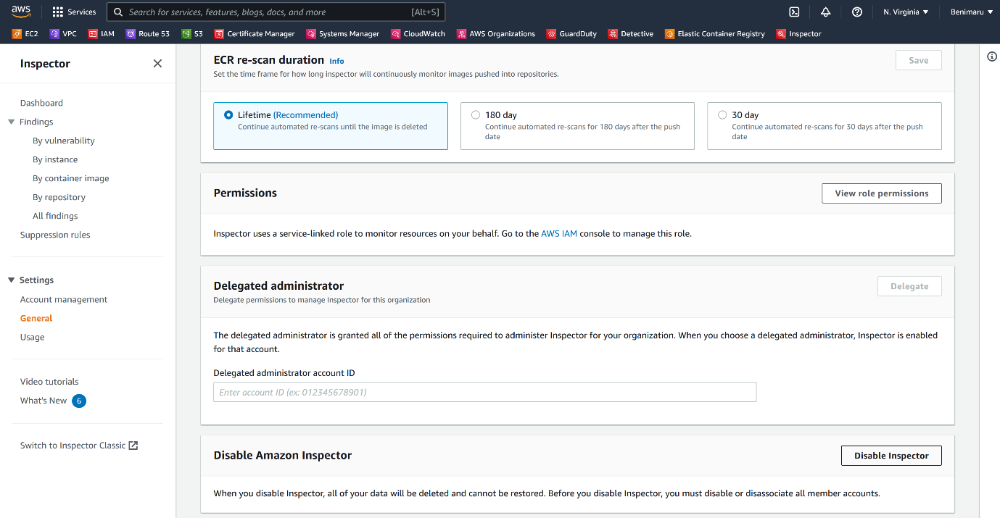 aws
Services
Search for services, features, blogs, docs, and more [Alt+S]
N. Virginia
Benimaru
EC2
VPC
IAM
Route 53
S3
Certificate Manager
Systems Manager
CloudWatch
AWS Organizations
GuardDuty
Detective
Elastic Container Registry
Inspector
Inspector
Dashboard
Findings
By vulnerability
By instance
By container image
By repository
All findings
Suppression rules
Settings
Account management
General
Usage
Video tutorials
What's New 6
Switch to Inspector Classic
ECR re-scan duration Info
Save
Set the time frame for how long inspector will continuously monitor images pushed into repositories.
Lifetime (Recommended)
Continue automated re-scans until the image is deleted
180 day
Continue automated re-scans for 180 days after the push
date
30 day
Continue automated re-scans for 30 days after the push
date
Permissions
View role permissions
Inspector uses a service-linked role to monitor resources on your behalf. Go to the AWS IAM console to manage this role.
Delegated administrator
Delegate
Delegate permissions to manage Inspector for this organization
The delegated administrator is granted all of the permissions required to administer Inspector for your organization. When you choose a delegated administrator, Inspector is enabled
for that account.
Delegated administrator account ID
Enter account ID (ex: 012345678901)
Disable Amazon Inspector
Disable Inspector
When you disable Inspector, all of your data will be deleted and cannot be restored. Before you disable Inspector, you must disable or disassociate all member accounts.